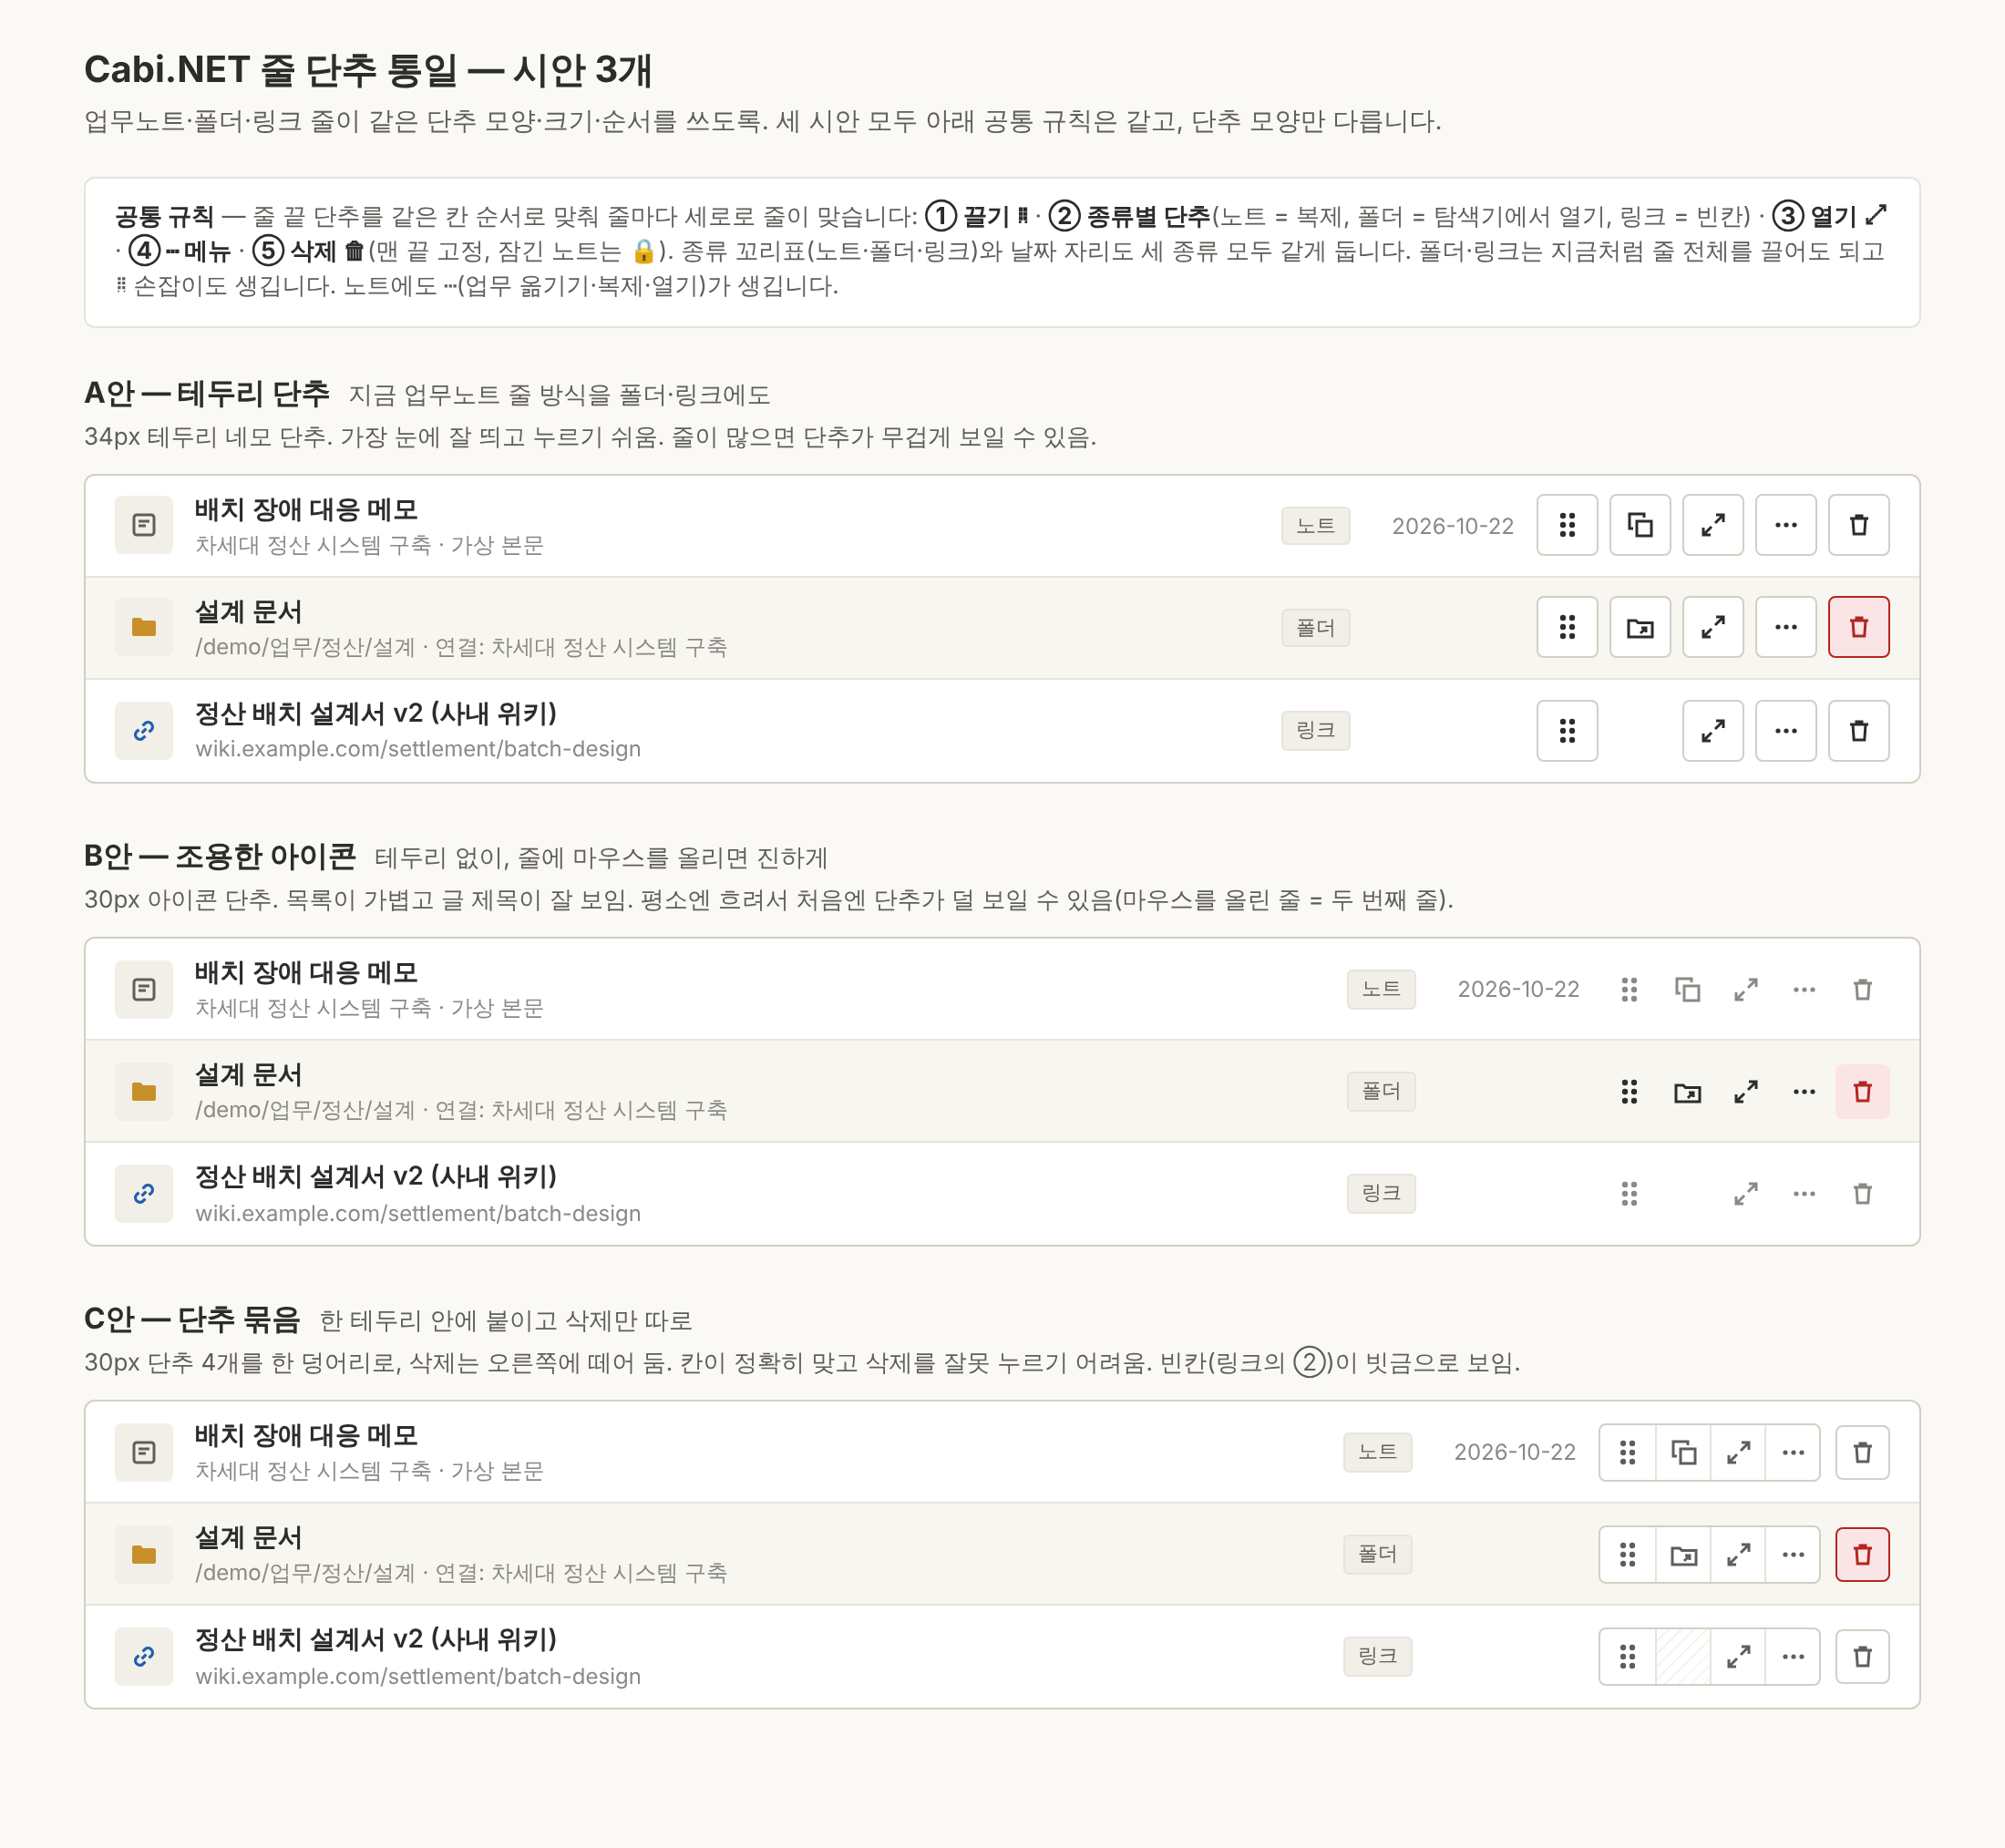 Cabi.NET 줄 단추 통일 — 시안 3개
업무노트·폴더·링크 줄이 같은 단추 모양·크기·순서를 쓰도록. 세 시안 모두 아래 공통 규칙은 같고, 단추 모양만 다릅니다.
공통 규칙 — 줄 끝 단추를 같은 칸 순서로 맞춰 줄마다 세로로 줄이 맞습니다: ① 끌기 ⠿ · ② 종류별 단추(노트 = 복제, 폴더 = 탐색기에서 열기, 링크 = 빈칸) · ③ 열기 ⤢
· ④ ⋯ 메뉴 · ⑤ 삭제 🗑(맨 끝 고정, 잠긴 노트는 🔒). 종류 꼬리표(노트·폴더·링크)와 날짜 자리도 세 종류 모두 같게 둡니다. 폴더·링크는 지금처럼 줄 전체를 끌어도 되고
⠿ 손잡이도 생깁니다. 노트에도 ⋯(업무 옮기기·복제·열기)가 생깁니다.
A안 — 테두리 단추 지금 업무노트 줄 방식을 폴더·링크에도
34px 테두리 네모 단추. 가장 눈에 잘 띄고 누르기 쉬움. 줄이 많으면 단추가 무겁게 보일 수 있음.
배치 장애 대응 메모
차세대 정산 시스템 구축 · 가상 본문
노트 2026-10-22
설계 문서
/demo/업무/정산/설계 · 연결: 차세대 정산 시스템 구축
폴더
정산 배치 설계서 v2 (사내 위키)
wiki.example.com/settlement/batch-design
링크
B안 — 조용한 아이콘 테두리 없이, 줄에 마우스를 올리면 진하게
30px 아이콘 단추. 목록이 가볍고 글 제목이 잘 보임. 평소엔 흐려서 처음엔 단추가 덜 보일 수 있음(마우스를 올린 줄 = 두 번째 줄).
배치 장애 대응 메모
차세대 정산 시스템 구축 · 가상 본문
노트 2026-10-22
설계 문서
/demo/업무/정산/설계 · 연결: 차세대 정산 시스템 구축
폴더
정산 배치 설계서 v2 (사내 위키)
wiki.example.com/settlement/batch-design
링크
C안 — 단추 묶음 한 테두리 안에 붙이고 삭제만 따로
30px 단추 4개를 한 덩어리로, 삭제는 오른쪽에 떼어 둠. 칸이 정확히 맞고 삭제를 잘못 누르기 어려움. 빈칸(링크의 ②)이 빗금으로 보임.
배치 장애 대응 메모
차세대 정산 시스템 구축 · 가상 본문
노트 2026-10-22
설계 문서
/demo/업무/정산/설계 · 연결: 차세대 정산 시스템 구축
폴더
정산 배치 설계서 v2 (사내 위키)
wiki.example.com/settlement/batch-design
링크